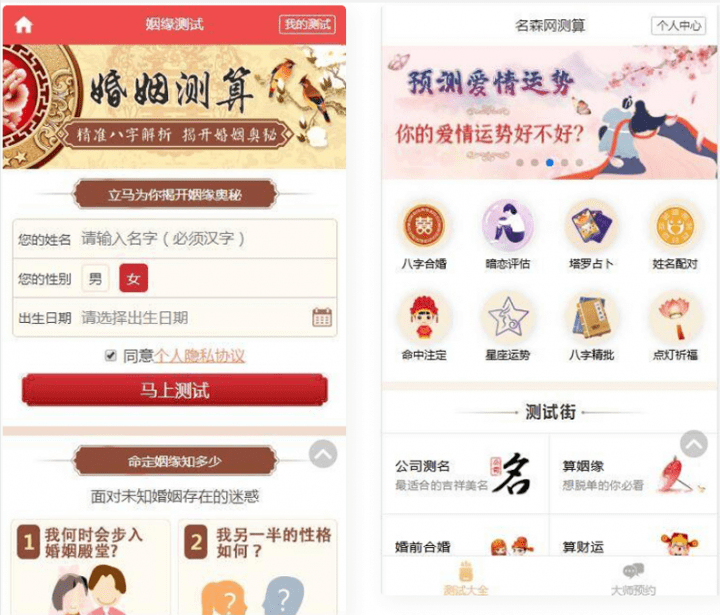 姻缘测试
我的测试
婚姻测算
精准八字解析 揭开婚姻奥秘
立马为你揭开姻缘奥秘
您的姓名 请输入名字（必须汉字）
您的性别 男 女
出生日期 请选择出生日期
同意个人隐私协议
马上测试
命定姻缘知多少
面对未知婚姻存在的迷惑
1 我何时会步入
婚姻殿堂?
2 我另一半的性格
如何？
? ?
名森网测算
个人中心
预测爱情运势
你的爱情运势好不好?
八字合婚 暗恋评估 塔罗占卜 姓名配对
命中注定 星座运势 八字精批 点灯祈福
测试街
公司测名
最适合的吉祥美名
名
算姻缘
想脱单的你必看
婚前合婚
算财运
测试大全
大师预约